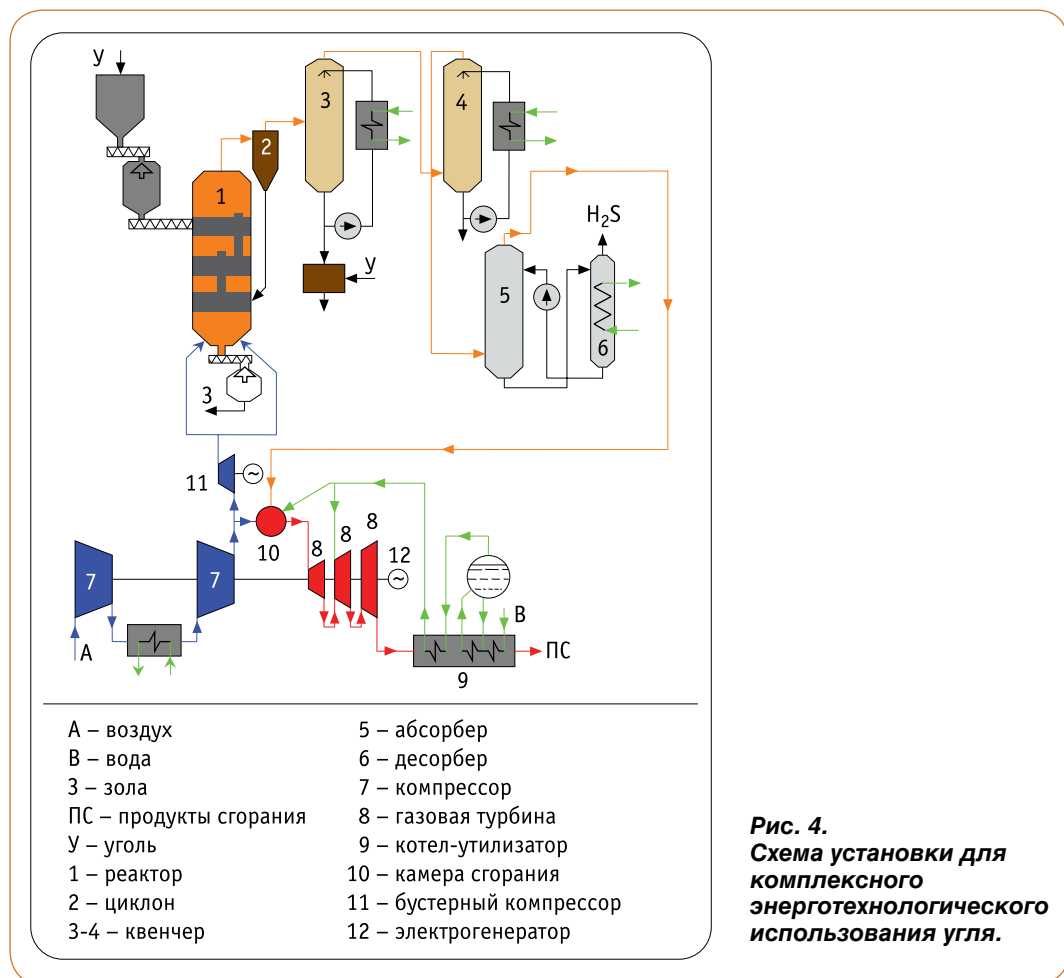 У
3
4
2
1
У
H₂S
5
6
З
11
10
8
8
8
12
7
7
А
В
ПС
9
А – воздух
В – вода
З – зола
ПС – продукты сгорания
У – уголь
1 – реактор
2 – циклон
3-4 – квенчер
5 – абсорбер
6 – десорбер
7 – компрессор
8 – газовая турбина
9 – котел-утилизатор
10 – камера сгорания
11 – бустерный компрессор
12 – электрогенератор
Рис. 4.
Схема установки для
комплексного
энерготехнологического
использования угля.